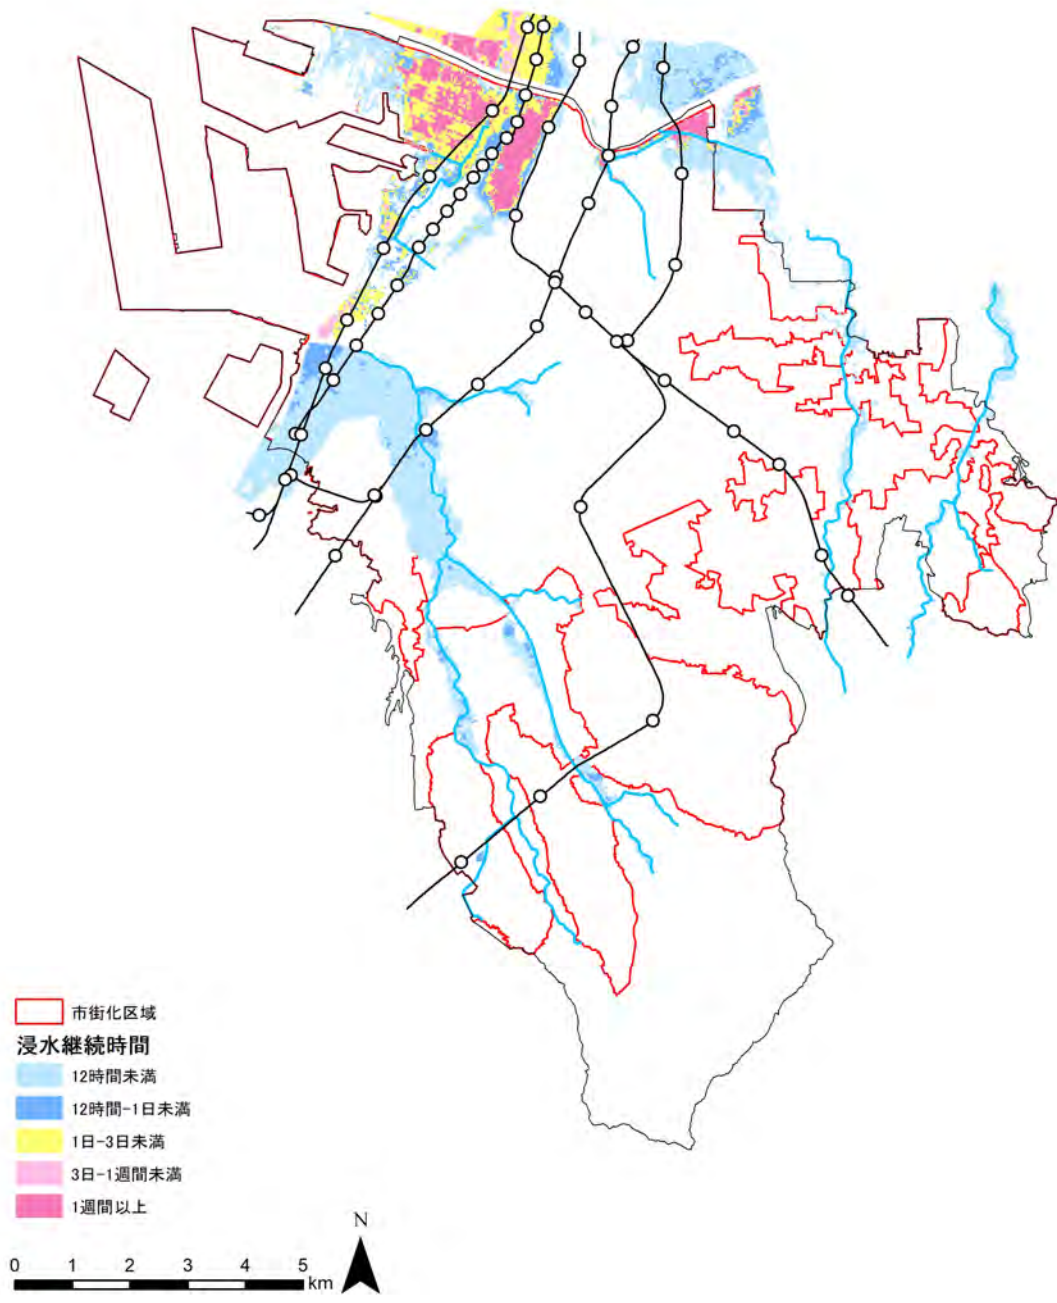 市街化区域
浸水継続時間
12時間未満
12時間-1日未満
1日-3日未満
3日-1週間未満
1週間以上
N
0 1 2 3 4 5
km